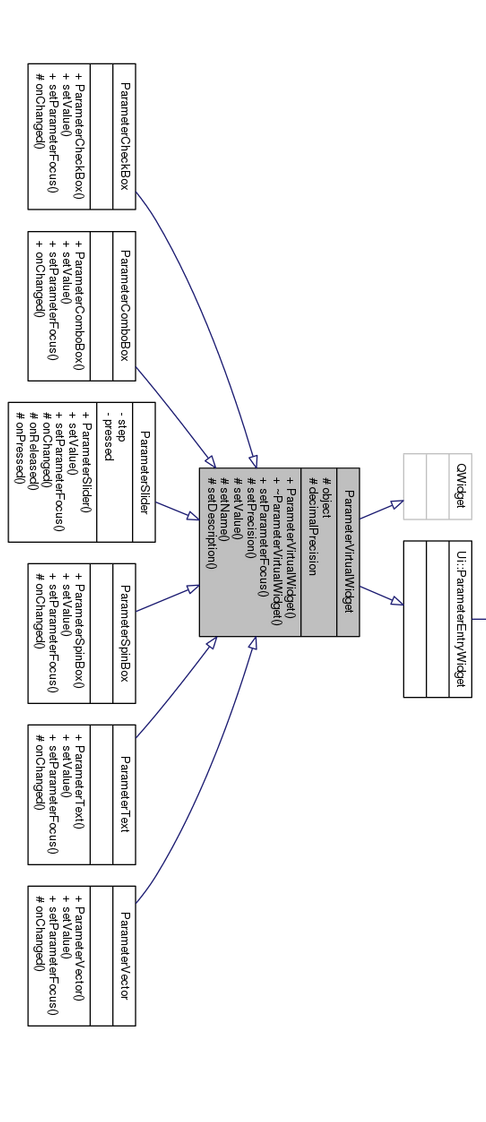 QWidget
Ui::ParameterEntryWidget
ParameterVirtualWidget
# object
# decimalPrecision
+ ParameterVirtualWidget()
+ ~ParameterVirtualWidget()
+ setParameterFocus()
# setPrecision()
# setValue()
# setName()
# setDescription()
ParameterCheckBox
+ ParameterCheckBox()
+ setValue()
+ setParameterFocus()
# onChanged()
ParameterComboBox
+ ParameterComboBox()
+ setValue()
+ setParameterFocus()
+ onChanged()
ParameterSlider
- step
- pressed
+ ParameterSlider()
+ setValue()
+ setParameterFocus()
# onChanged()
# onReleased()
# onPressed()
ParameterSpinBox
+ ParameterSpinBox()
+ setValue()
+ setParameterFocus()
# onChanged()
ParameterText
+ ParameterText()
+ setValue()
+ setParameterFocus()
# onChanged()
ParameterVector
+ ParameterVector()
+ setValue()
+ setParameterFocus()
# onChanged()